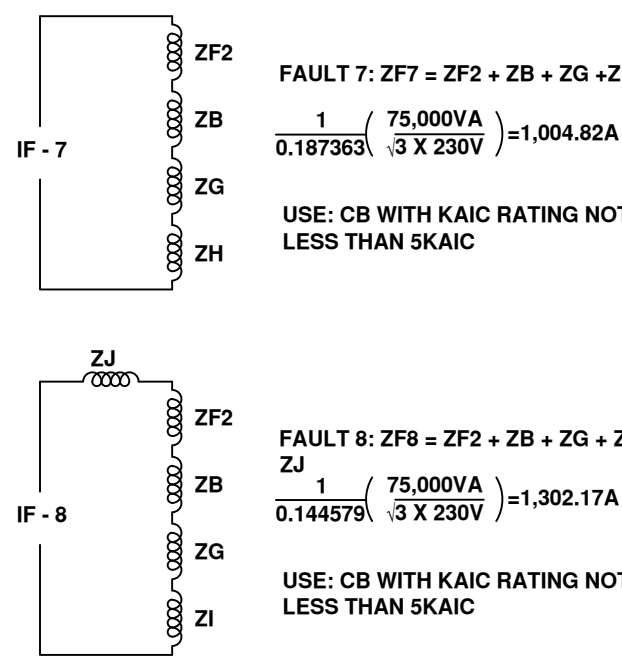 ZF2
FAULT 7: ZF7 = ZF2 + ZB + ZG +Z
ZB
1
0.187363
( 75,000VA
√3 X 230V ) =1,004.82A
IF - 7
ZG
USE: CB WITH KAIC RATING NOT
LESS THAN 5KAIC
ZH
ZJ
ZF2
FAULT 8: ZF8 = ZF2 + ZB + ZG + Z
ZJ
ZB
1
0.144579
( 75,000VA
√3 X 230V ) =1,302.17A
IF - 8
ZG
USE: CB WITH KAIC RATING NOT
LESS THAN 5KAIC
ZI